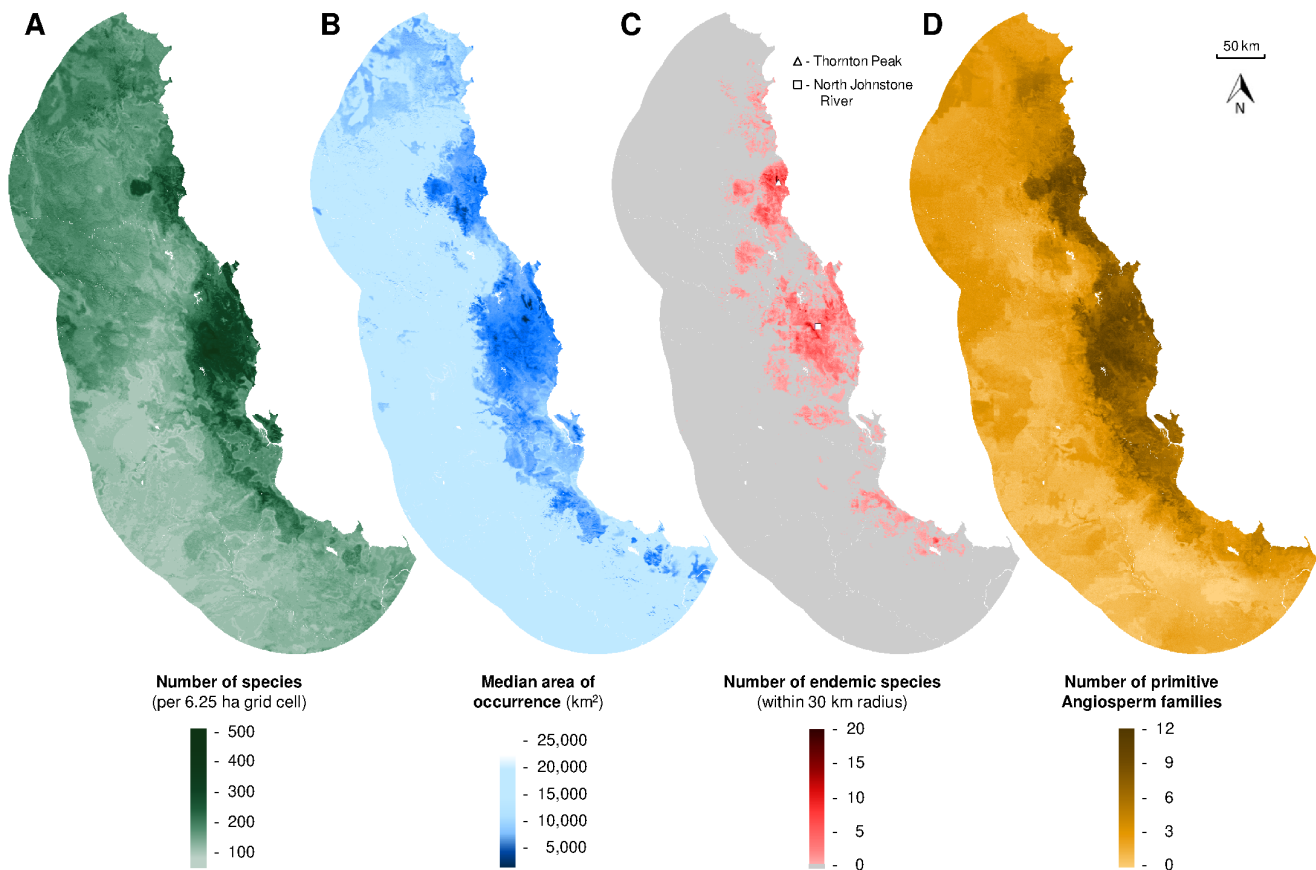 A B C D
△ - Thornton Peak
□ - North Johnstone
River
50 km
N
Number of species
(per 6.25 ha grid cell)
- 500
- 400
- 300
- 200
- 100
Median area of
occurrence (km²)
- 25,000
- 20,000
- 15,000
- 10,000
- 5,000
Number of endemic species
(within 30 km radius)
- 20
- 15
- 10
- 5
- 0
Number of primitive
Angiosperm families
- 12
- 9
- 6
- 3
- 0